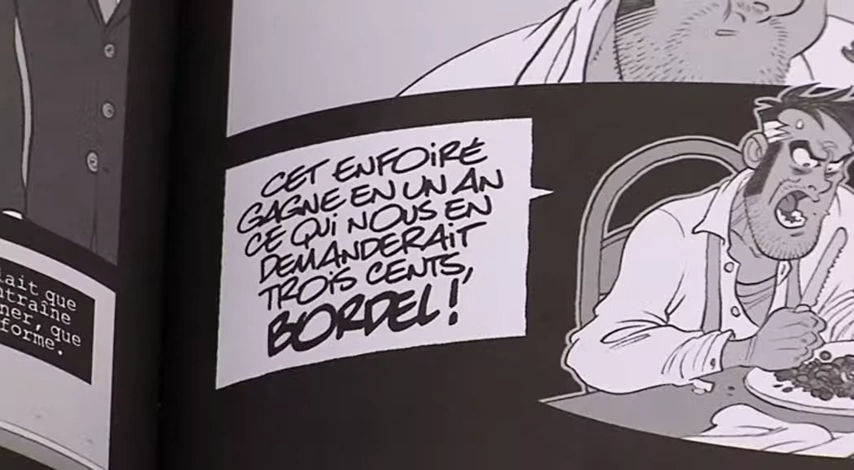 lait que
ntraîne
ner, que
forme.
CET ENFOIRÉ
GAGNE EN UN AN
CE QUI NOUS EN
DEMANDERAIT
TROIS CENTS,
BORDEL!